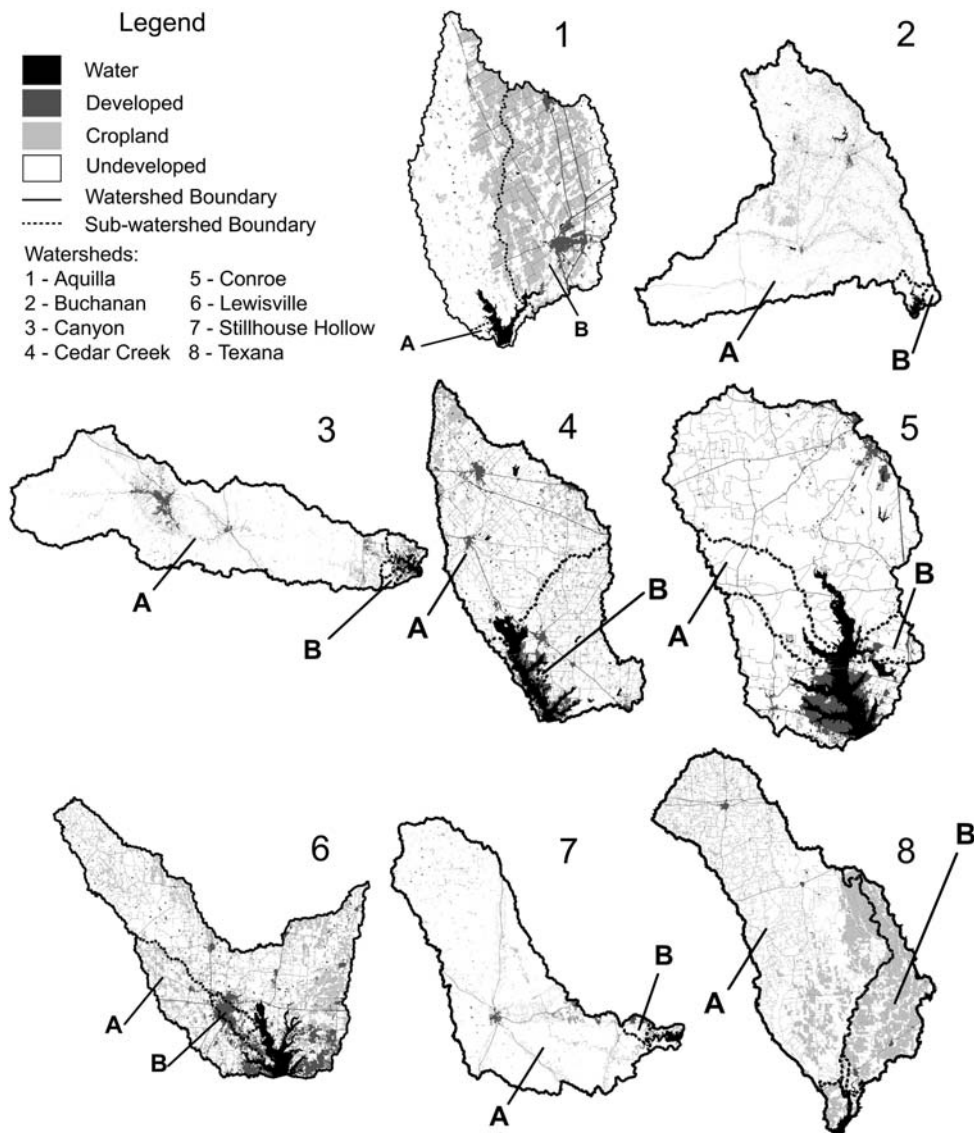 Legend
Water
Developed
Cropland
Undeveloped
Watershed Boundary
Sub-watershed Boundary
Watersheds:
1 - Aquilla 5 - Conroe
2 - Buchanan 6 - Lewisville
3 - Canyon 7 - Stillhouse Hollow
4 - Cedar Creek 8 - Texana
1
A
B
2
A
B
3
A
B
4
A
B
5
A
B
6
A
B
7
A
B
8
A
B